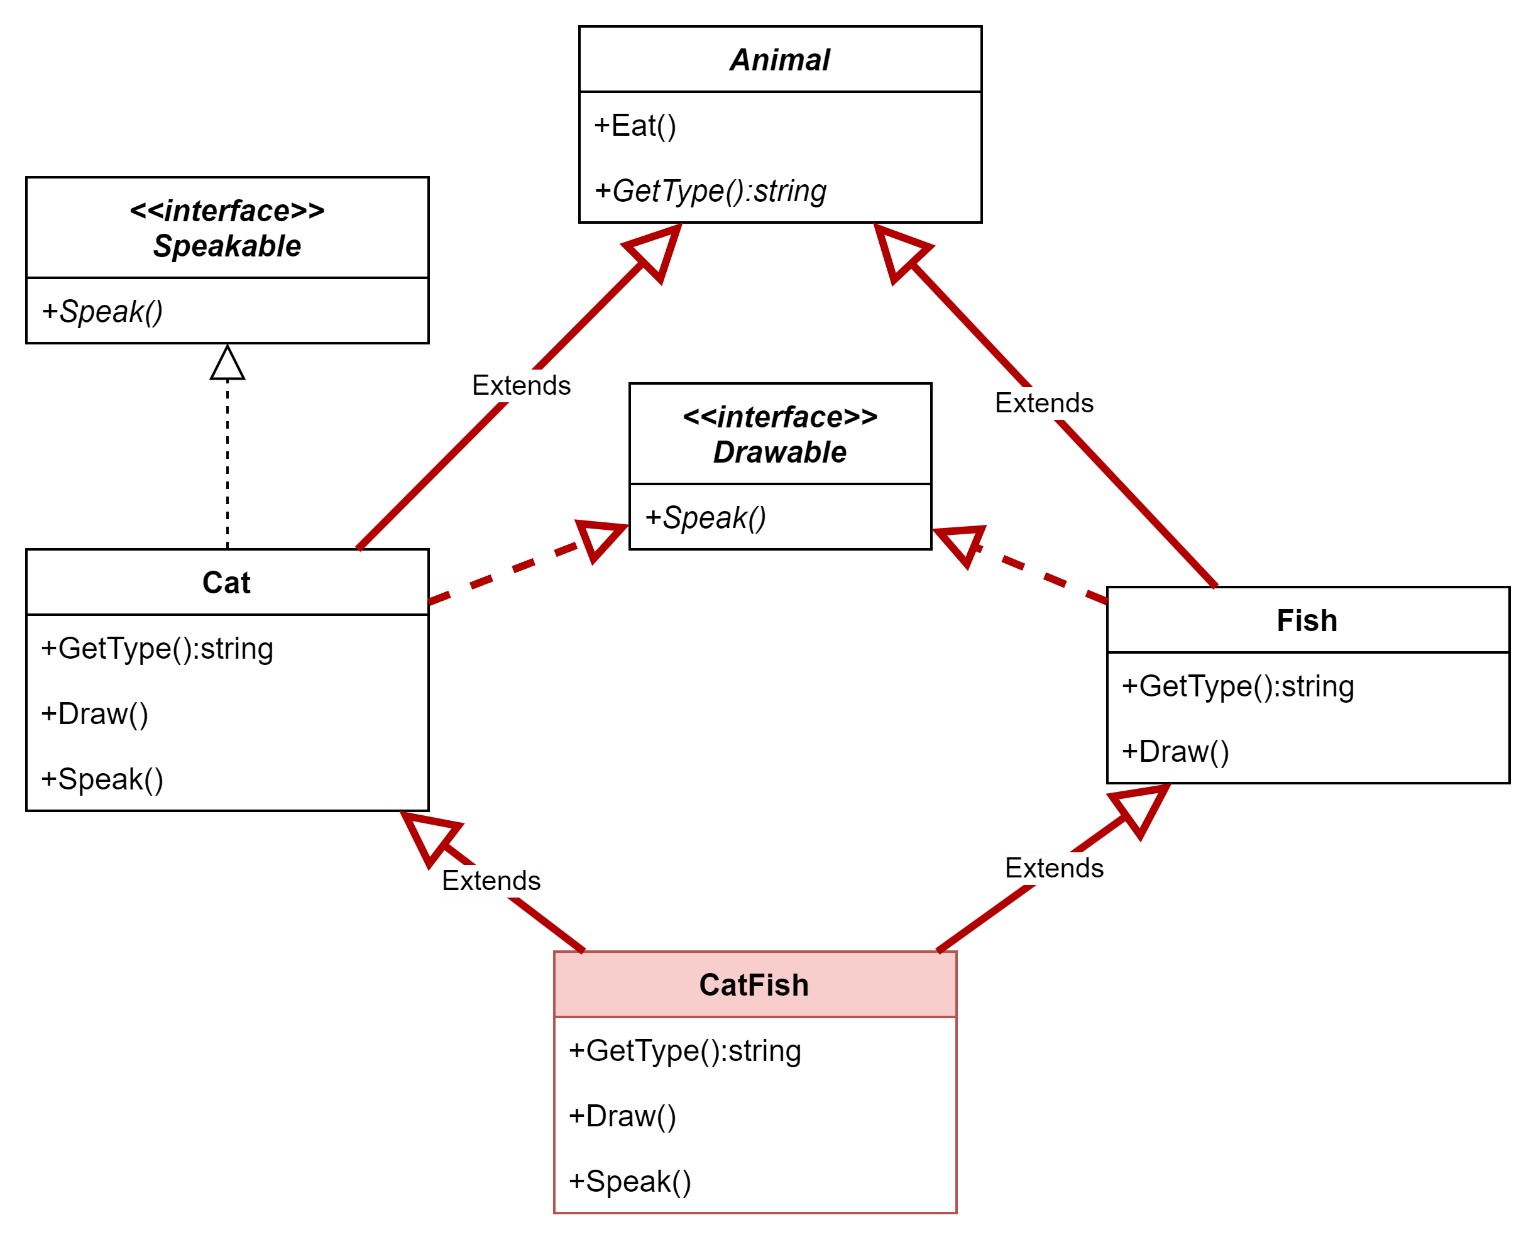 Animal
+Eat()
+GetType():string
<<interface>>
Speakable
+Speak()
Extends
Extends
<<interface>>
Drawable
+Speak()
Cat
+GetType():string
+Draw()
+Speak()
Fish
+GetType():string
+Draw()
Extends
Extends
CatFish
+GetType():string
+Draw()
+Speak()